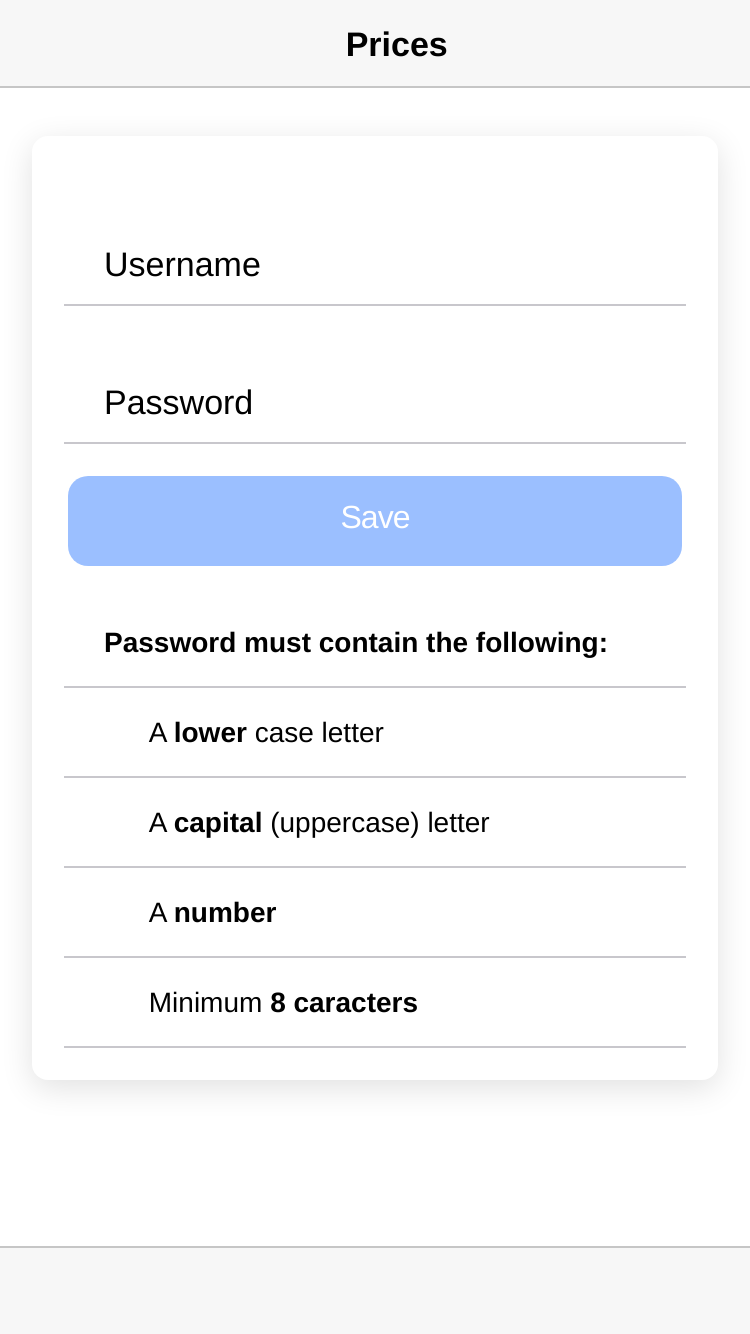 Prices
Username
Password
Save
Password must contain the following:
A lower case letter
A capital (uppercase) letter
A number
Minimum 8 caracters